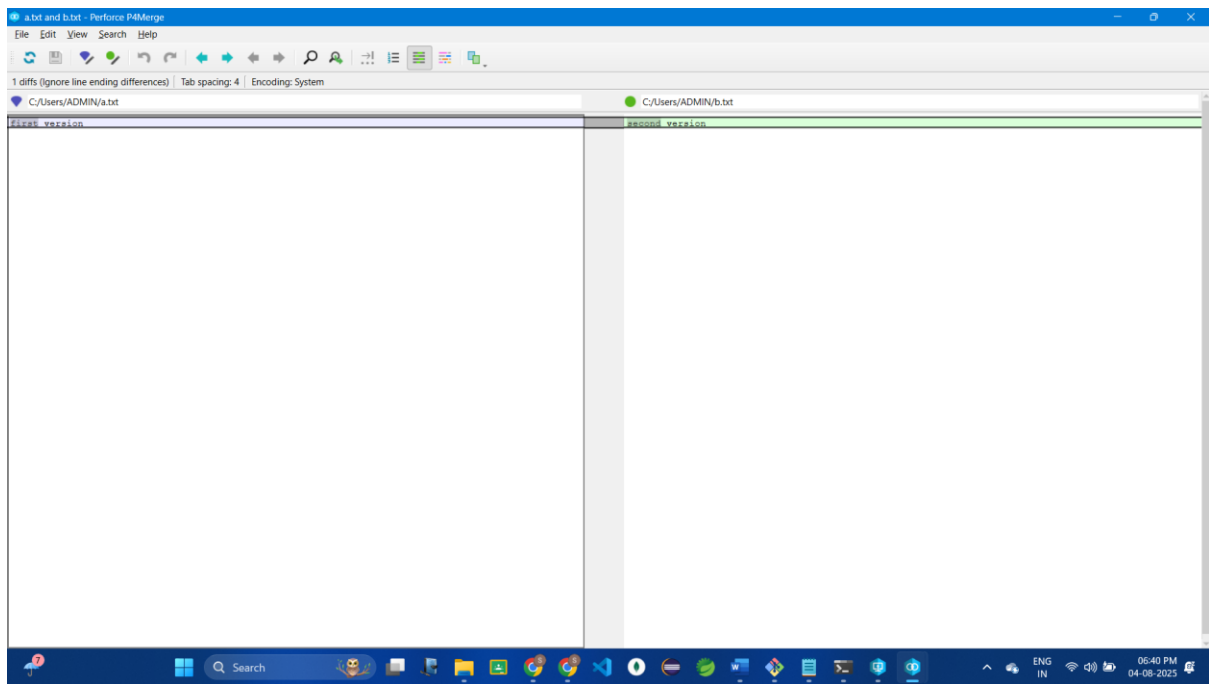 a.txt and b.txt - Perforce P4Merge
File Edit View Search Help
1 diffs (Ignore line ending differences) Tab spacing: 4 Encoding: System
C:/Users/ADMIN/a.txt
C:/Users/ADMIN/b.txt
first version
second version
7
Search
ENG
IN
06:40 PM
04-08-2025